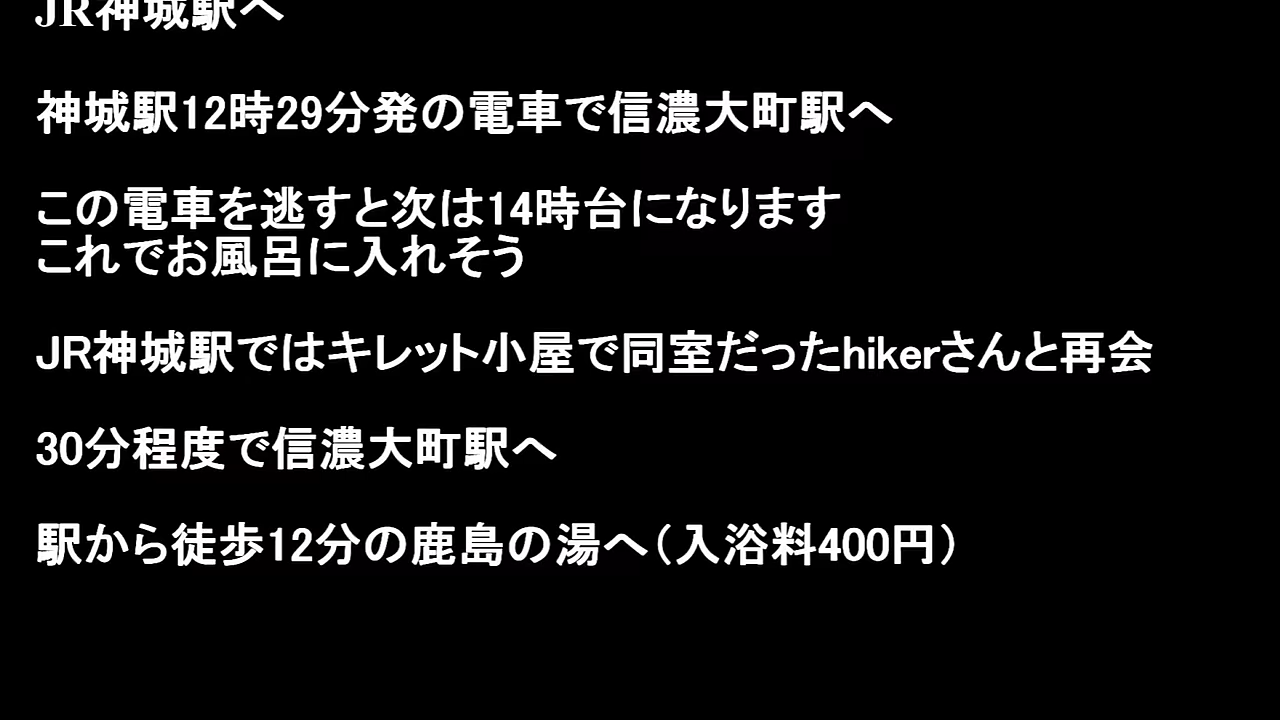 JR神城駅へ
神城駅12時29分発の電車で信濃大町駅へ
この電車を逃すと次は14時台になります
これでお風呂に入れそう
JR神城駅ではキレット小屋で同室だったhikerさんと再会
30分程度で信濃大町駅へ
駅から徒歩12分の鹿島の湯へ（入浴料400円）